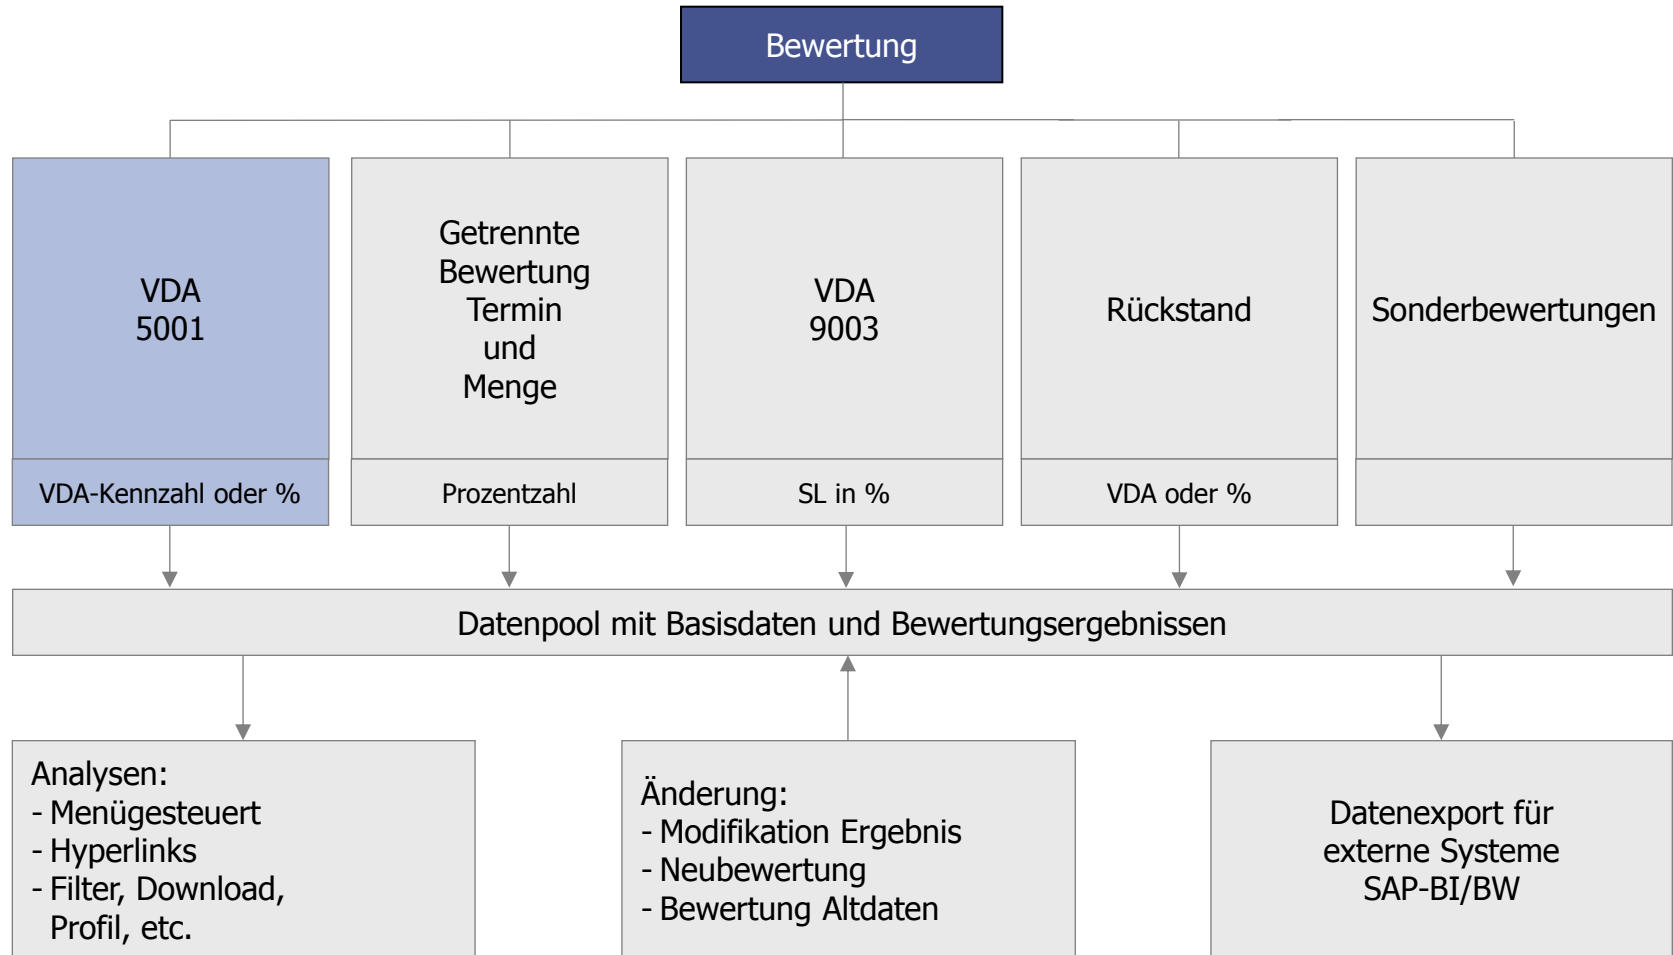 Bewertung
VDA
5001
Getrennte
Bewertung
Termin
und
Menge
VDA
9003
Rückstand
Sonderbewertungen
VDA-Kennzahl oder %
Prozentzahl
SL in %
VDA oder %
Datenpool mit Basisdaten und Bewertungsergebnissen
Analysen:
- Menügesteuert
- Hyperlinks
- Filter, Download,
Profil, etc.
Änderung:
- Modifikation Ergebnis
- Neubewertung
- Bewertung Altdaten
Datenexport für
externe Systeme
SAP-BI/BW